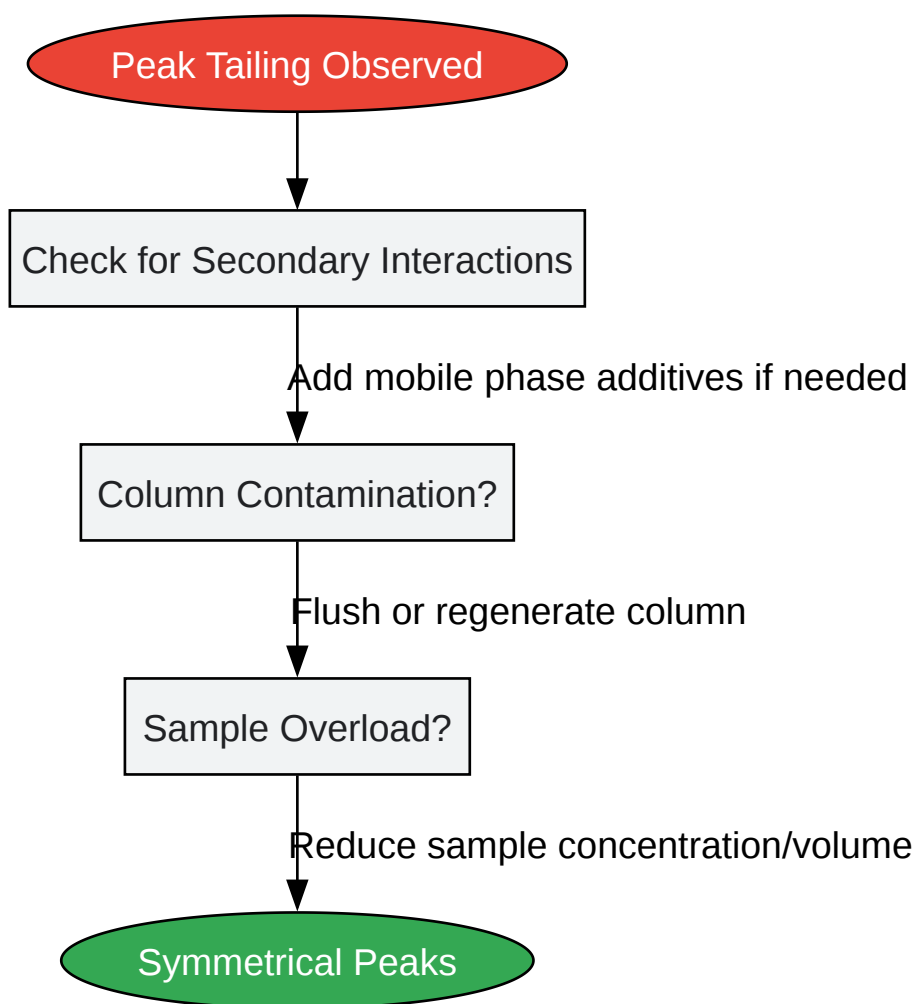 Peak Tailing Observed
Check for Secondary Interactions
Add mobile phase additives if needed
Column Contamination?
Flush or regenerate column
Sample Overload?
Reduce sample concentration/volume
Symmetrical Peaks